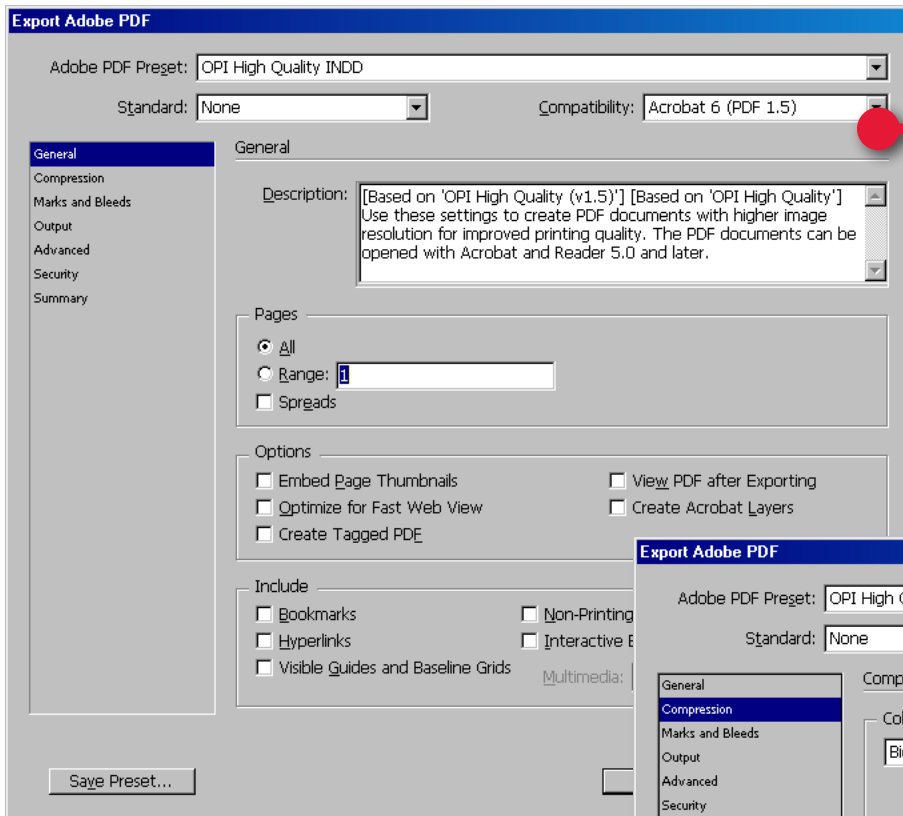 Export Adobe PDF
Adobe PDF Preset: OPI High Quality INDD
Standard: None Compatibility: Acrobat 6 (PDF 1.5)
General
Compression
Marks and Bleeds
Output
Advanced
Security
Summary
General
Description: [Based on 'OPI High Quality (v1.5)'] [Based on 'OPI High Quality']
Use these settings to create PDF documents with higher image
resolution for improved printing quality. The PDF documents can be
opened with Acrobat and Reader 5.0 and later.
Pages
All
Range: 1
Spreads
Options
Embed Page Thumbnails
Optimize for Fast Web View
Create Tagged PDF
View PDF after Exporting
Create Acrobat Layers
Include
Bookmarks
Hyperlinks
Visible Guides and Baseline Grids
Non-Printing
Interactive
Multimedia:
Save Preset...
Export Adobe PDF
Adobe PDF Preset: OPI High
Standard: None
General
Compression
Marks and Bleeds
Output
Advanced
Security